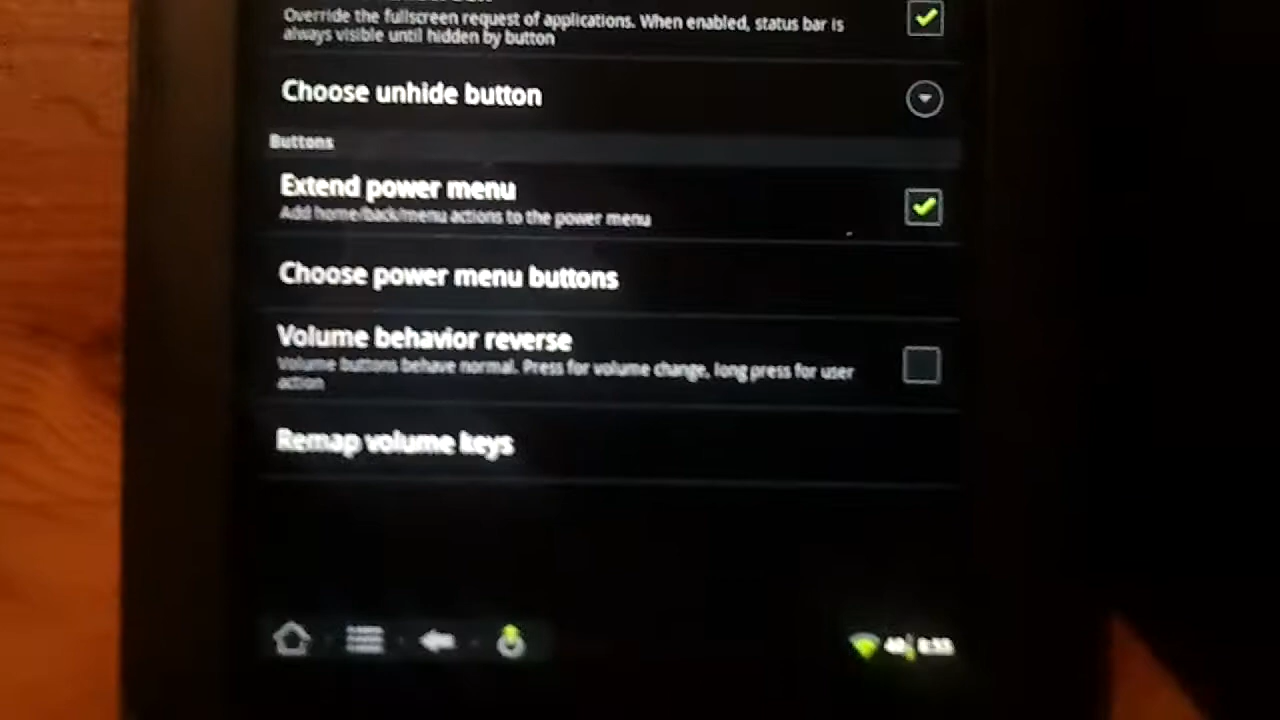 Override the fullscreen request of applications. When enabled, status bar is
always visible until hidden by button
Choose unhide button
Buttons
Extend power menu
Add home/back/menu actions to the power menu
Choose power menu buttons
Volume behavior reverse
Volume buttons behave normal. Press for volume change, long press for user
action
Remap volume keys